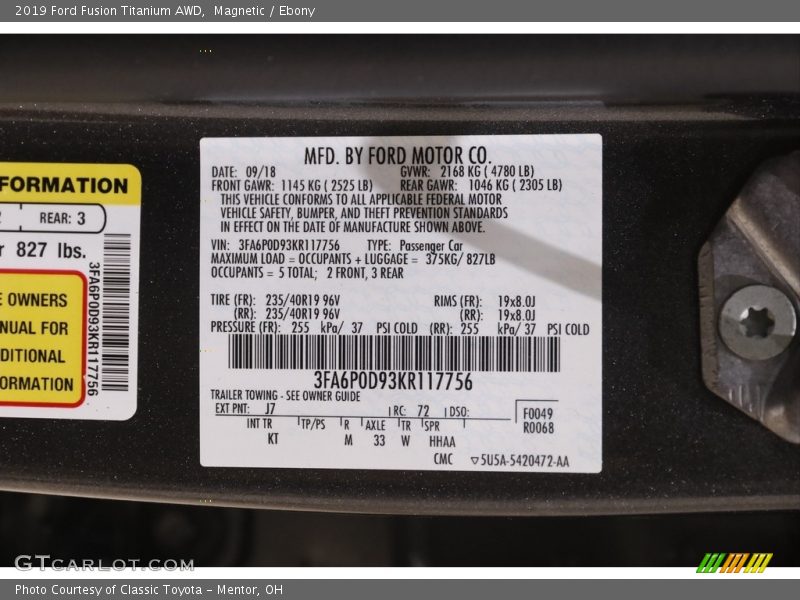 2019 Ford Fusion Titanium AWD, Magnetic / Ebony
FORMATION
REAR: 3
827 lbs.
OWNERS
FOR
3FA6P0D93KR117756
MFD. BY FORD MOTOR CO.
DATE: 09/18 GVWR: 2168 KG ( 4780 LB)
FRONT GAWR: 1145 KG ( 2525 LB) REAR GAWR: 1046 KG ( 2305 LB)
THIS VEHICLE CONFORMS TO ALL APPLICABLE FEDERAL MOTOR
VEHICLE SAFETY, BUMPER, AND THEFT PREVENTION STANDARDS
IN EFFECT ON THE DATE OF MANUFACTURE SHOWN ABOVE.
VIN: 3FA6P0D93KR117756 TYPE: Passenger Car
MAXIMUM LOAD = OCCUPANTS + LUGGAGE = 375KG/ 827LB
OCCUPANTS = 5 TOTAL; 2 FRONT, 3 REAR
TIRE (FR): 235/40R19 96V RIMS (FR): 19x8.0J
(RR): 235/40R19 96V (RR): 19x8.0J
PRESSURE (FR): 255 kPa/ 37 PSI COLD (RR): 255 kPa/ 37 PSI COLD
3FA6P0D93KR117756
TRAILER TOWING - SEE OWNER GUIDE
EXT PNT: J7 RC: 72 DSO: F0049
INT TR TP/PS R AXLE TR SPR R0068
KT M 33 W HHAA
CMC ▽5U5A-5420472-AA
GTCARLOT.COM
Photo Courtesy of Classic Toyota - Mentor, OH